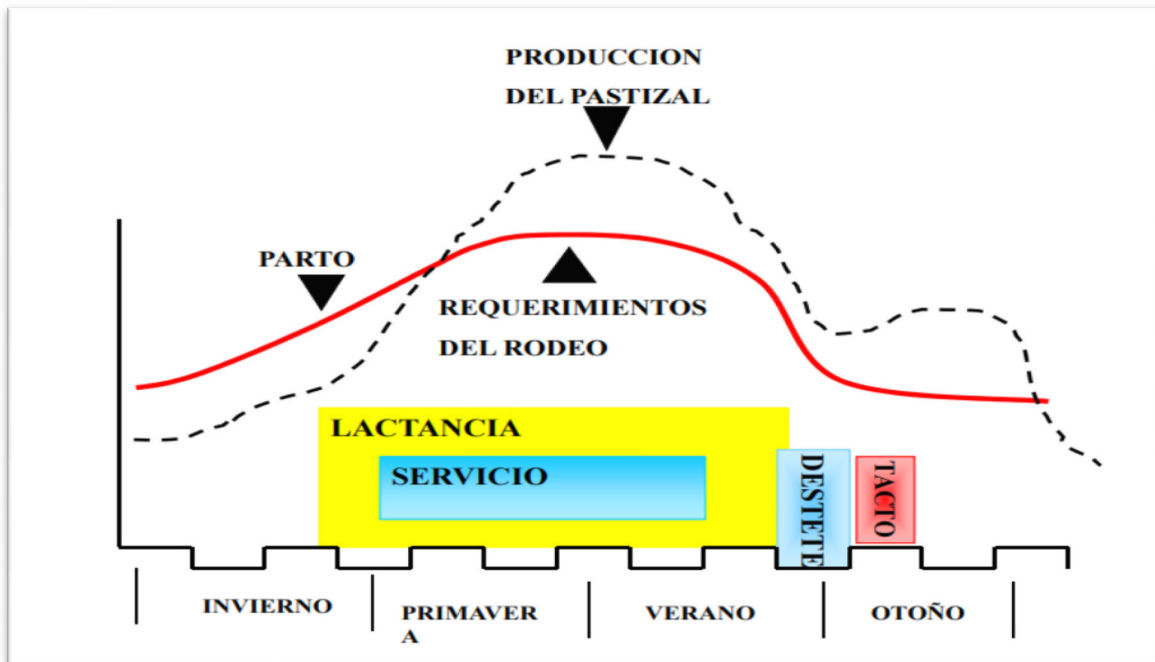 PRODUCCION
DEL PASTIZAL
PARTO
REQUERIMIENTOS
DEL RODEO
LACTANCIA
SERVICIO
DESTETE
TACTO
INVIERNO
PRIMAVER
A
VERANO
OTOÑO